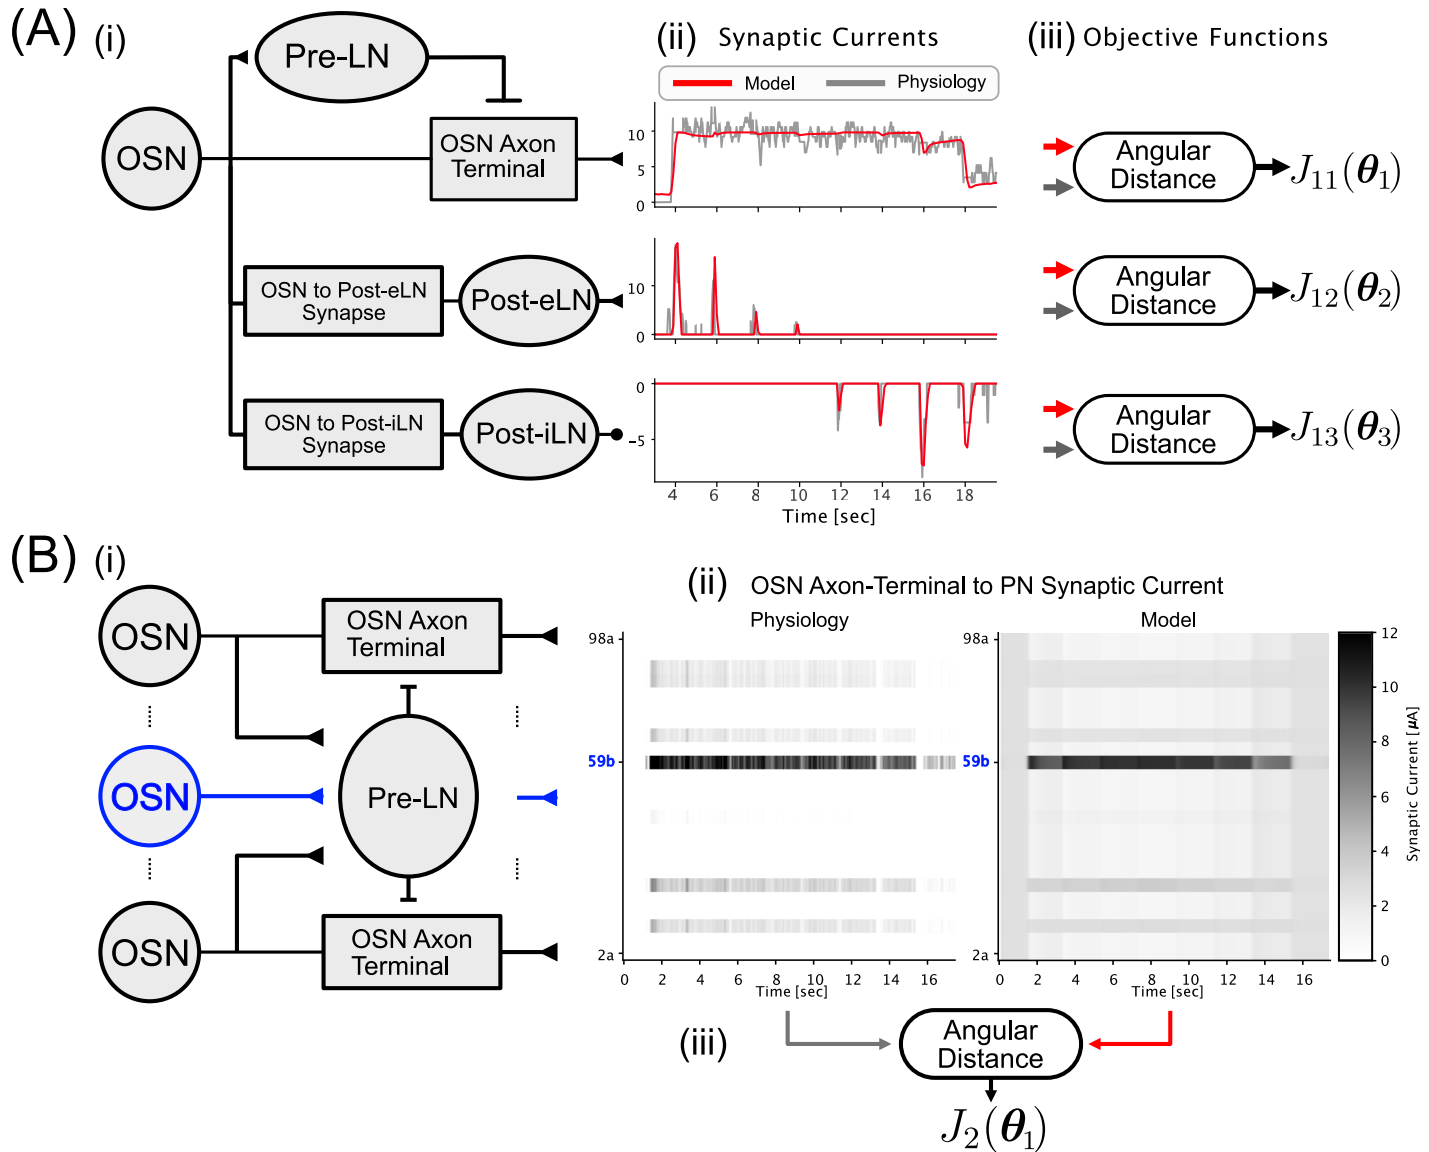 (A) (i)
Pre-LN
OSN
OSN Axon
Terminal
OSN to Post-eLN
Synapse
Post-eLN
OSN to Post-iLN
Synapse
Post-iLN
(ii) Synaptic Currents
Model Physiology
10
5
0
10
0
0
−5
4 6 8 10 12 14 16 18
Time [sec]
(iii) Objective Functions
Angular
Distance
J11(θ1)
Angular
Distance
J12(θ2)
Angular
Distance
J13(θ3)
(B) (i)
OSN
OSN Axon
Terminal
OSN
Pre-LN
OSN
OSN Axon
Terminal
(ii) OSN Axon-Terminal to PN Synaptic Current
Physiology
98a
59b
2a
0 2 4 6 8 10 12 14 16
Time [sec]
Model
98a
59b
2a
0 2 4 6 8 10 12 14 16
Time [sec]
12
10
8
6
4
2
0
Synaptic Current [μA]
(iii)
Angular
Distance
J2(θ1)